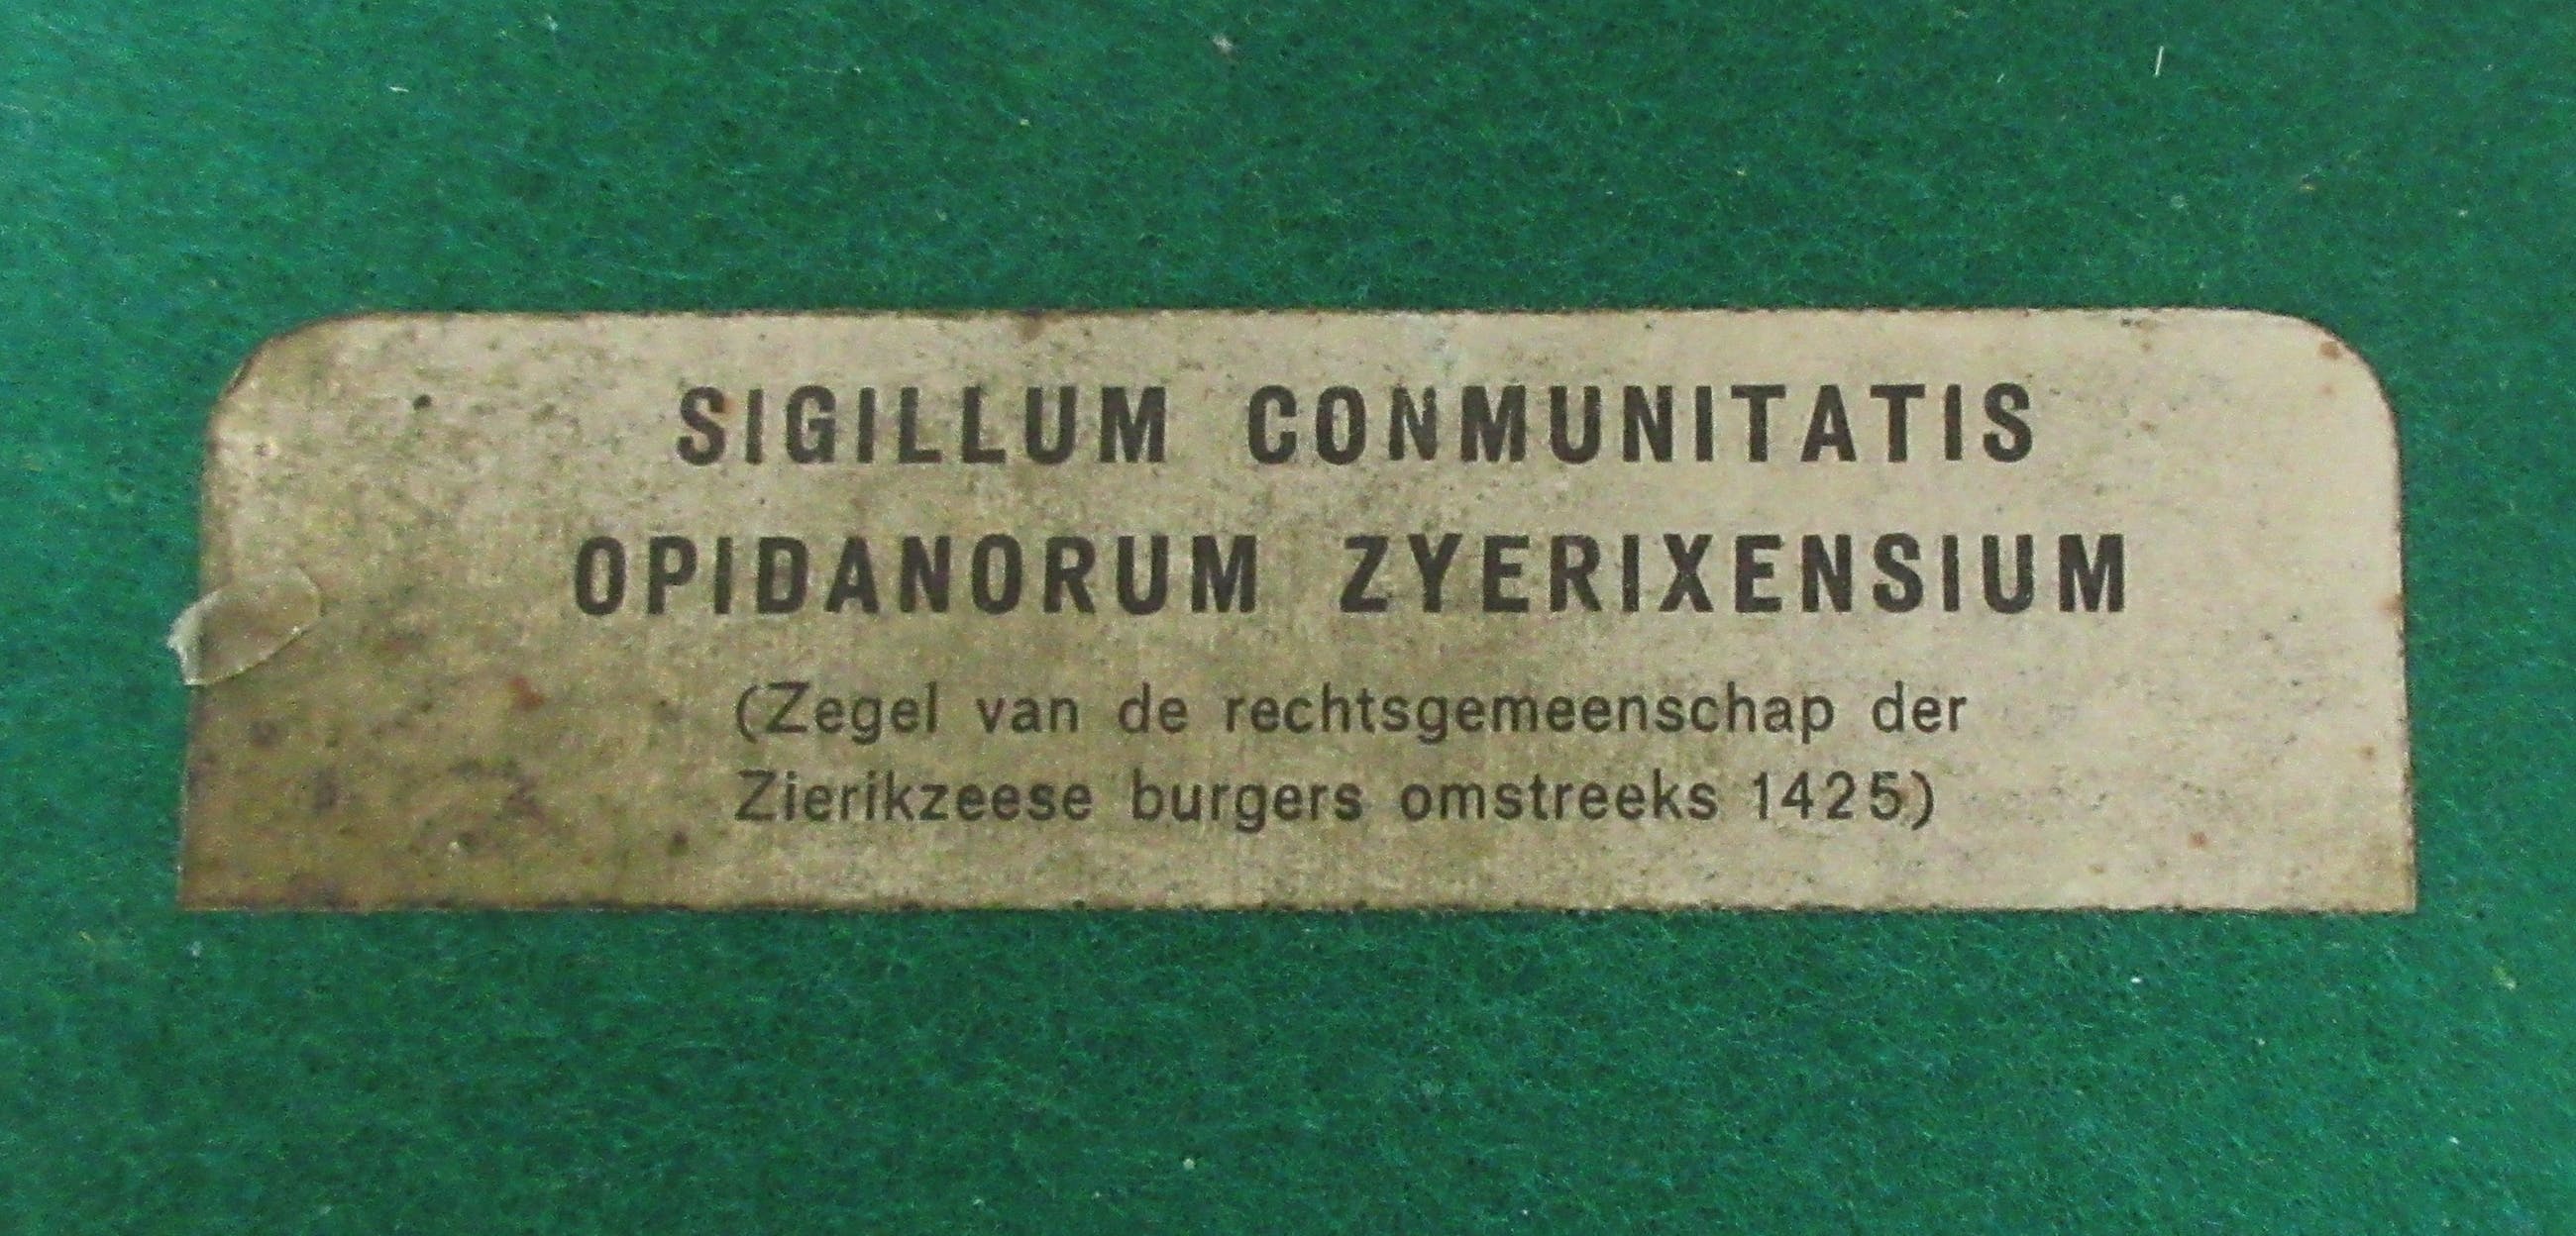 SIGILLUM CONMUNITATIS
OPIDANORUM ZYERIXENSIUM
(Zegel van de rechtsgemeenschap der
Zierikzeese burgers omstreeks 1425)